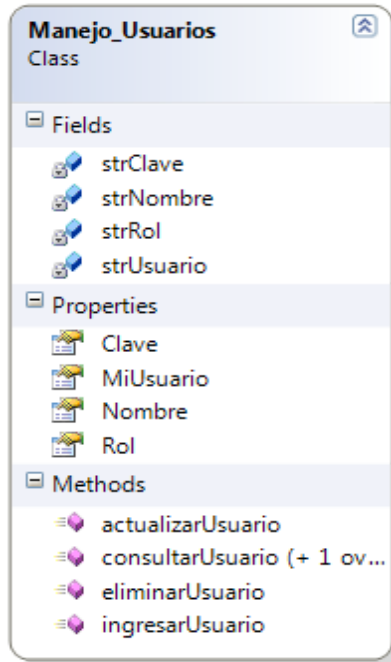 Manejo_Usuarios
Class
Fields
strClave
strNombre
strRol
strUsuario
Properties
Clave
MiUsuario
Nombre
Rol
Methods
actualizarUsuario
consultarUsuario (+ 1 ov...
eliminarUsuario
ingresarUsuario